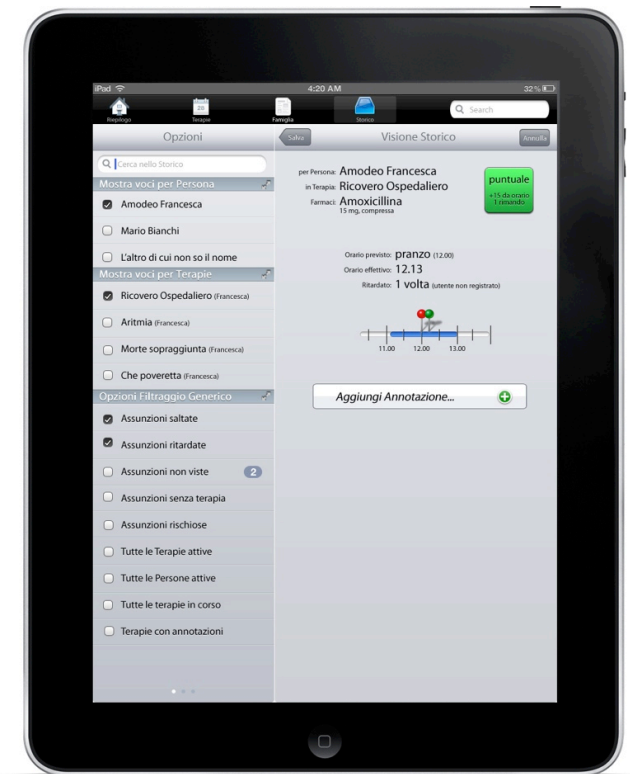 iPod
4:20 AM
32%
Riepilogo
28
Terapie
Famiglia
Storico
Search
Opzioni
Salva
Visione Storico
Annulla
Cerca nello Storico
Mostra voci per Persona
Amodeo Francesca
Mario Bianchi
L'altro di cui non so il nome
Mostra voci per Terapie
Ricovero Ospedaliero (Francesca)
Aritmia (Francesca)
Morte sopraggiunta (Francesca)
Che poveretta (Francesca)
Opzioni Filtraggio Generico
Assunzioni saltate
Assunzioni ritardate
Assunzioni non viste 2
Assunzioni senza terapia
Assunzioni rischiose
Tutte le Terapie attive
Tutte le Persone attive
Tutte le terapie in corso
Terapie con annotazioni
per Persona: Amodeo Francesca
in Terapia: Ricovero Ospedaliero
Farmaci: Amoxicillina
15 mg, compressa
puntuale
+15 da orario
1 rimando
Orario previsto: pranzo (12.00)
Orario effettivo: 12.13
Ritardato: 1 volta (utente non registrato)
11.00 12.00 13.00
Aggiungi Annotazione...